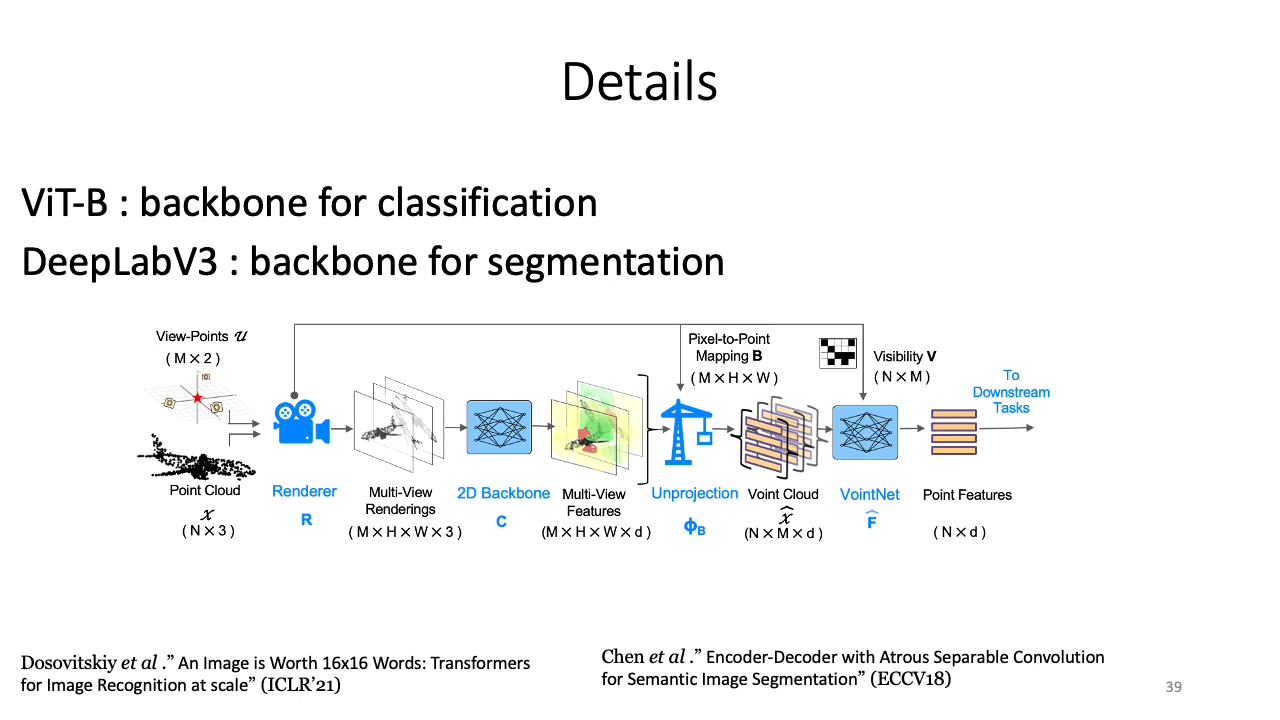 Details
ViT-B : backbone for classification
DeepLabV3 : backbone for segmentation
View-Points 𝒰
( M × 2 )
Pixel-to-Point
Mapping B
( M × H × W )
Visibility V
( N × M )
To
Downstream
Tasks
Point Cloud
𝒳
( N × 3 )
Renderer
R
Multi-View
Renderings
( M × H × W × 3 )
2D Backbone
C
Multi-View
Features
(M × H × W × d )
Unprojection
ϕB
Voint Cloud
𝒳̂
(N × M × d )
VointNet
F̂
Point Features
( N × d )
Dosovitskiy et al .” An Image is Worth 16x16 Words: Transformers
for Image Recognition at scale” (ICLR’21)
Chen et al .” Encoder-Decoder with Atrous Separable Convolution
for Semantic Image Segmentation” (ECCV18)
39